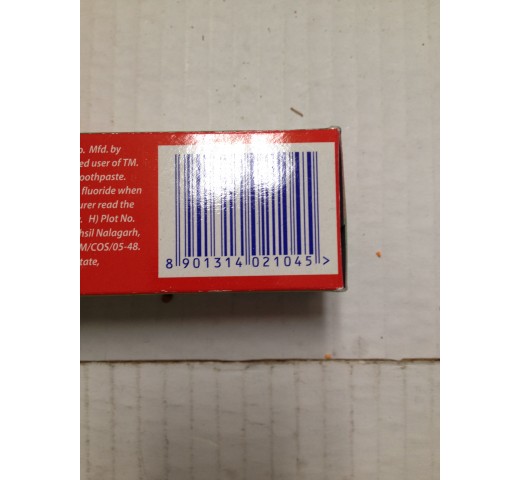 o. Mfd. by
ed user of TM.
oothpaste.
fluoride when
urer read the
. H) Plot No.
hsil Nalagarh,
M/COS/05-48.
tate,
8 901314 021045 >